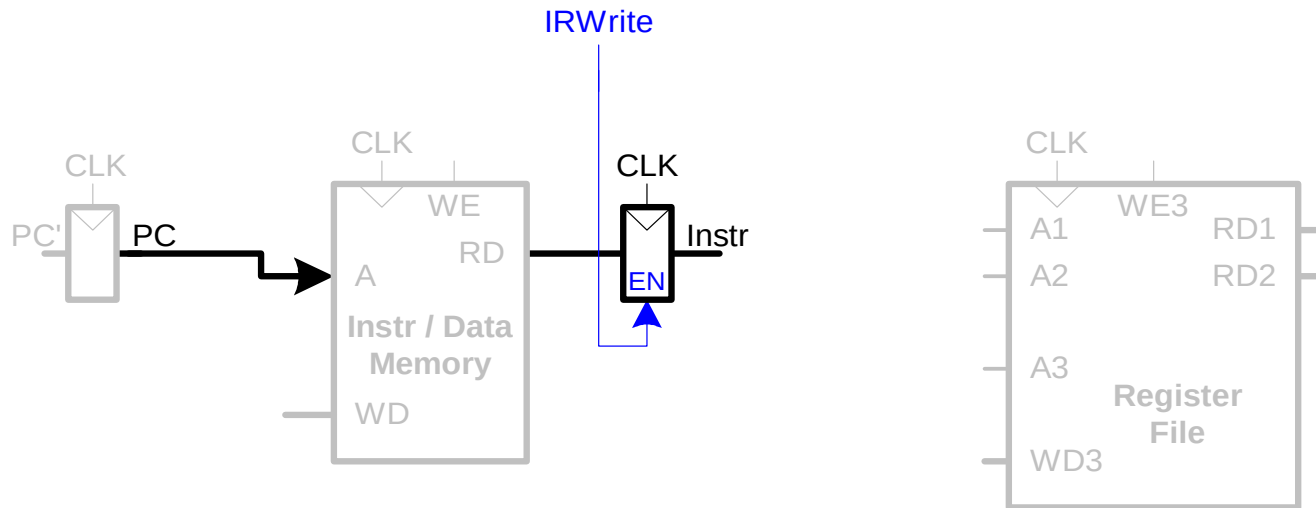 IRWrite
CLK
PC'
PC
CLK
WE
A
RD
Instr / Data
Memory
WD
CLK
EN
Instr
CLK
WE3
A1
RD1
A2
RD2
A3
Register
File
WD3